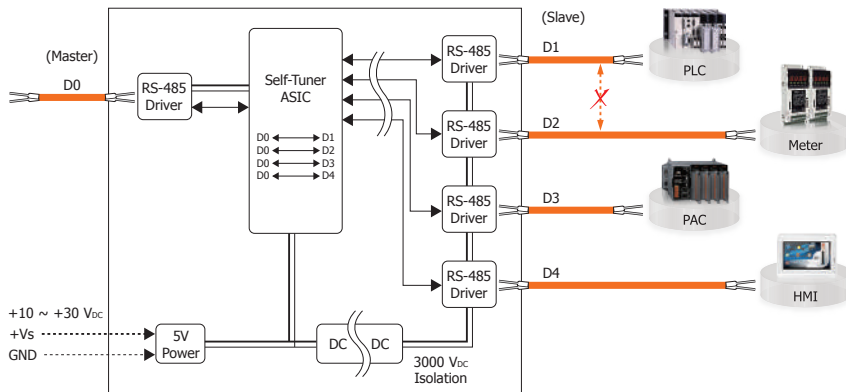 (Master)
D0
RS-485
Driver
Self-Tuner
ASIC
D0 D1
D0 D2
D0 D3
D0 D4
RS-485
Driver
RS-485
Driver
RS-485
Driver
RS-485
Driver
(Slave)
D1
PLC
D2
Meter
D3
PAC
D4
HMI
+10 ~ +30 VDC
+Vs
GND
5V
Power
DC DC
3000 VDC
Isolation